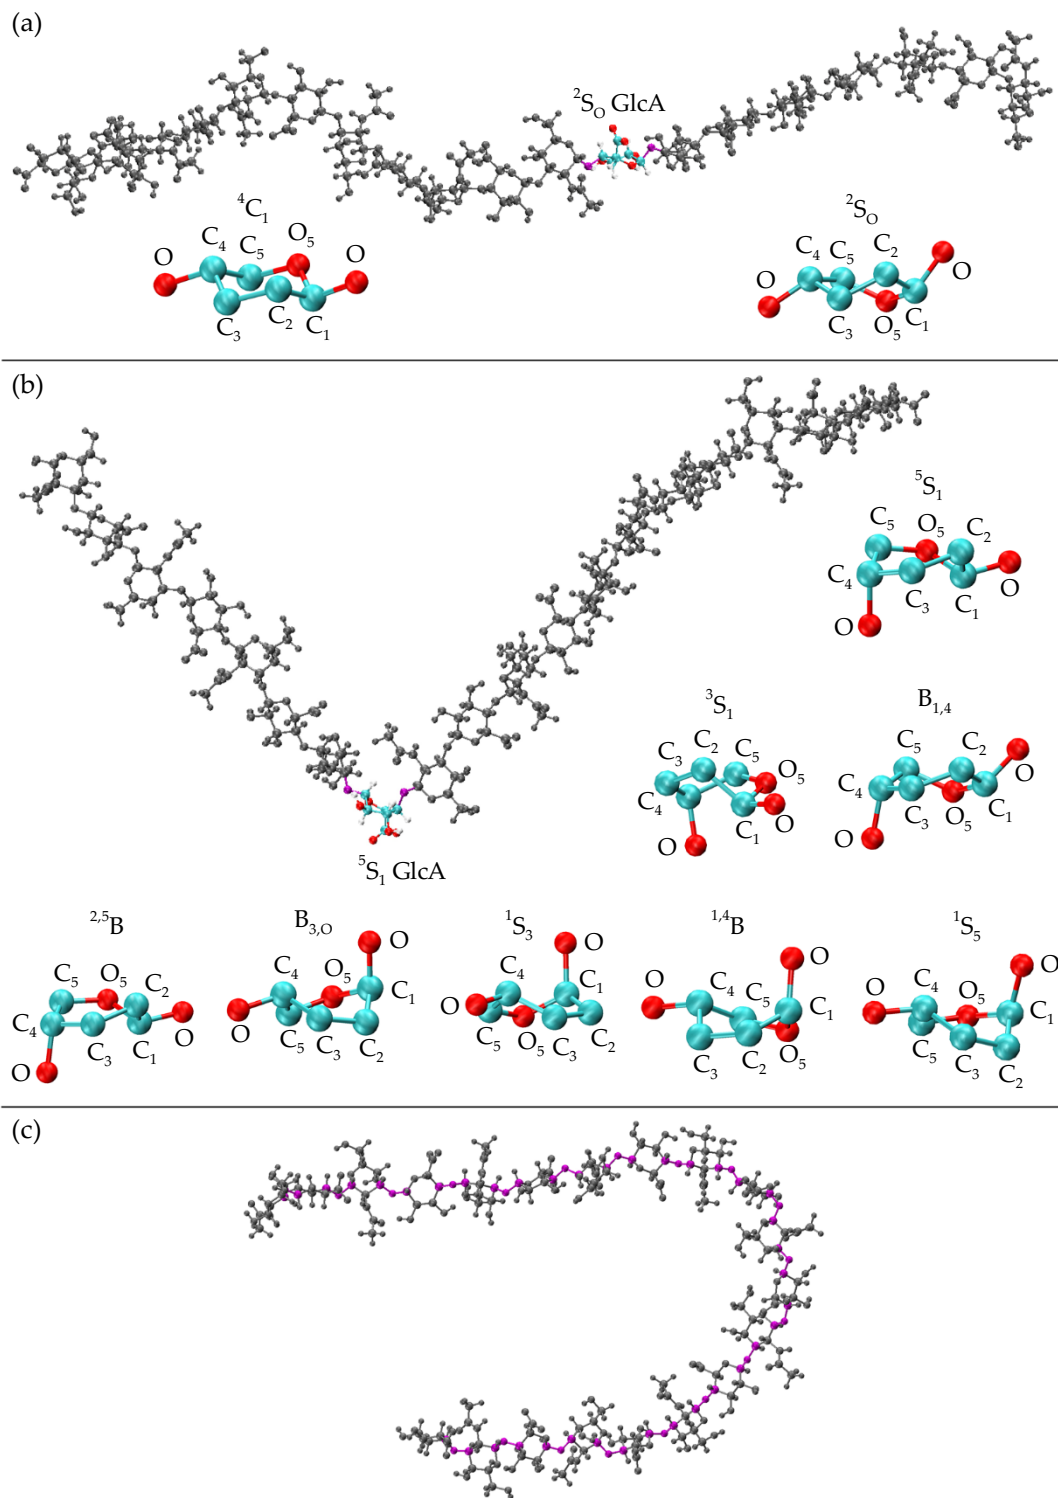 (a)
²S_O GlcA
⁴C₁
O C₄ C₅ O₅ O
C₃ C₂ C₁
²S_O
O C₄ C₅ C₂ O
C₃ O₅ C₁
(b)
⁵S₁
C₅ O₅ C₂
C₄ O
O C₃ C₁
³S₁
C₃ C₂ C₅ O₅
C₄ O
O C₁
B₁,₄
C₅ C₂ O
C₄
O C₃ O₅ C₁
⁵S₁ GlcA
²,⁵B
C₅ O₅ C₂
C₄ O
O C₃ C₁
B₃,O
O
C₄ O₅ C₁
O C₅ C₃ C₂
¹S₃
O
C₄ C₁
O
C₅ O₅ C₃ C₂
¹,⁴B
O
O C₄ C₅ C₁
C₃ C₂ O₅
¹S₅
O
O C₄ O₅ C₁
C₅ C₃ C₂
(c)